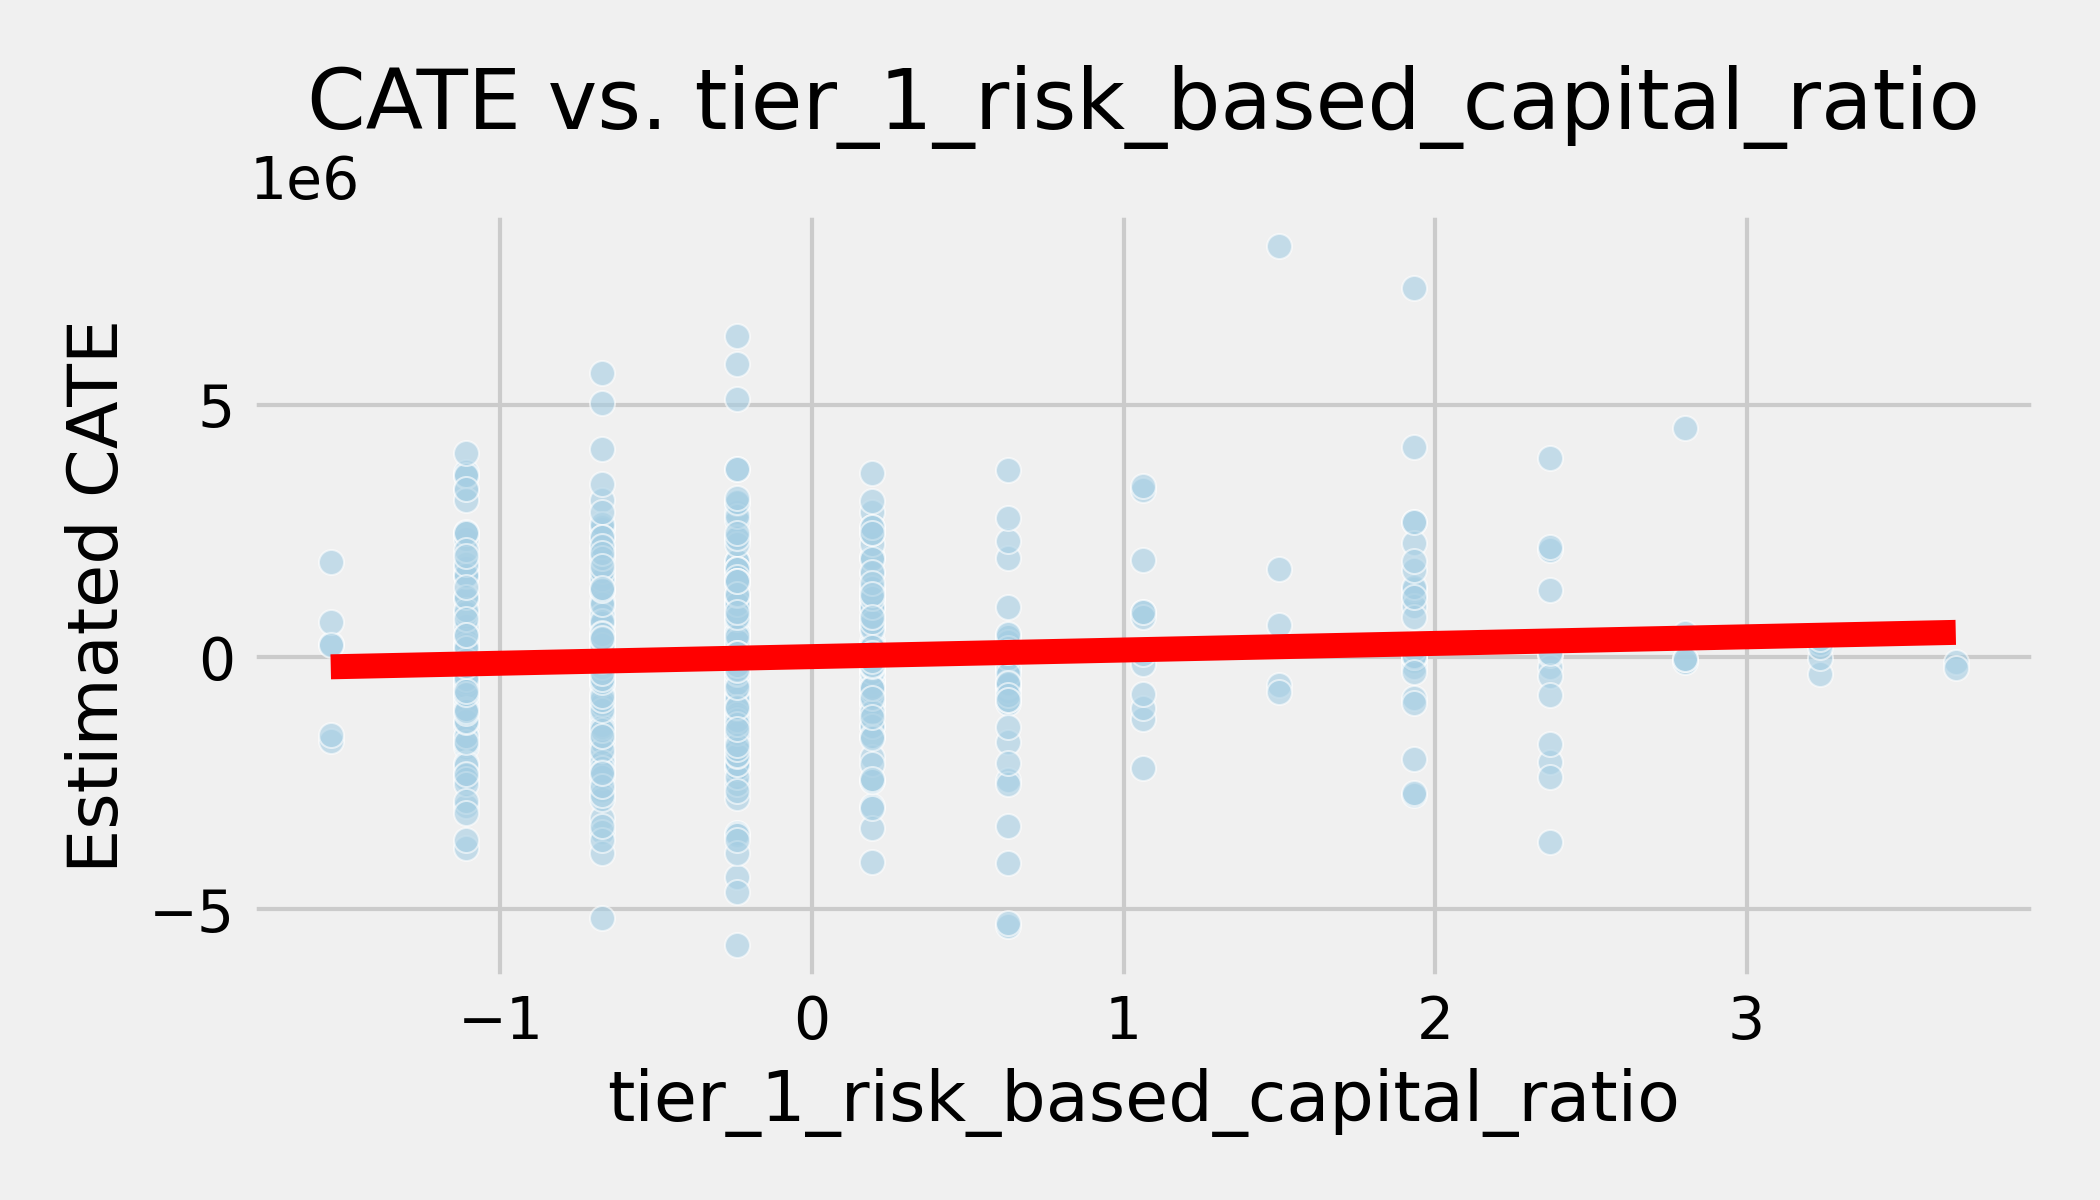 CATE vs. tier_1_risk_based_capital_ratio
1e6
Estimated CATE
5
0
−5
−1 0 1 2 3
tier_1_risk_based_capital_ratio